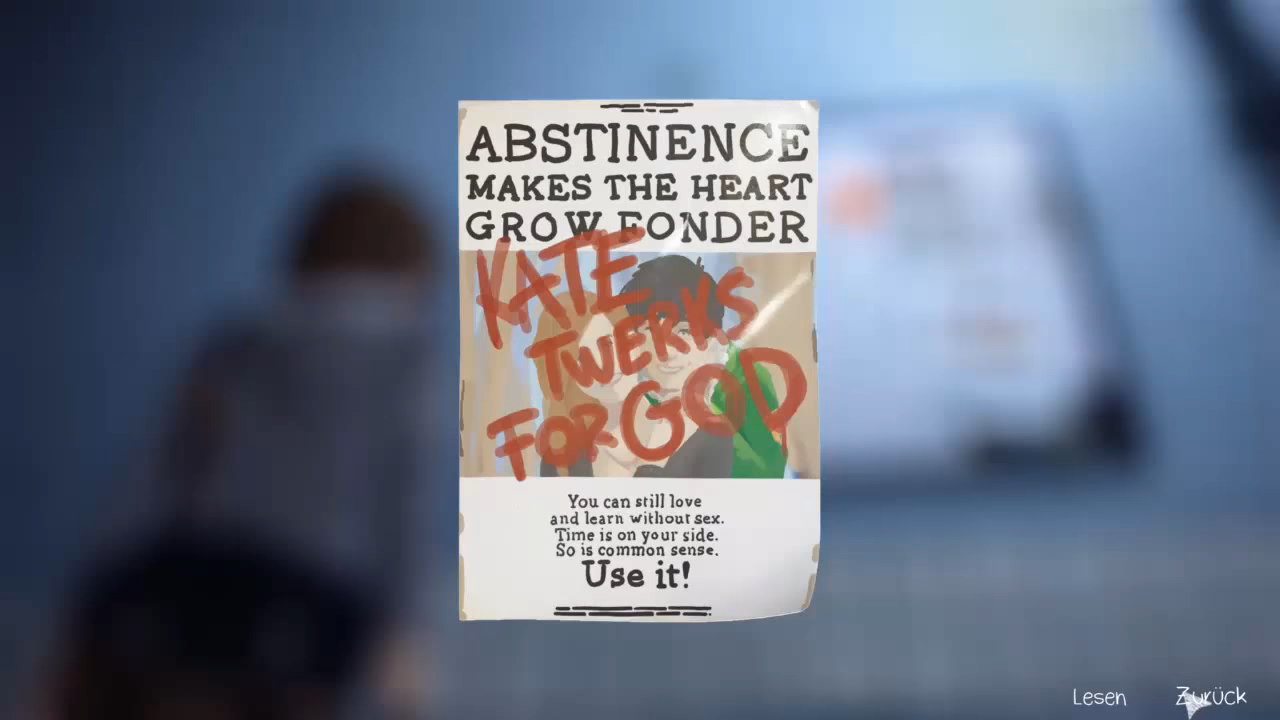 ABSTINENCE
MAKES THE HEART
GROW FONDER
KATE
TWERKS
FOR GOD
You can still love
and learn without sex.
Time is on your side.
So is common sense.
Use it!
Lesen Zurück